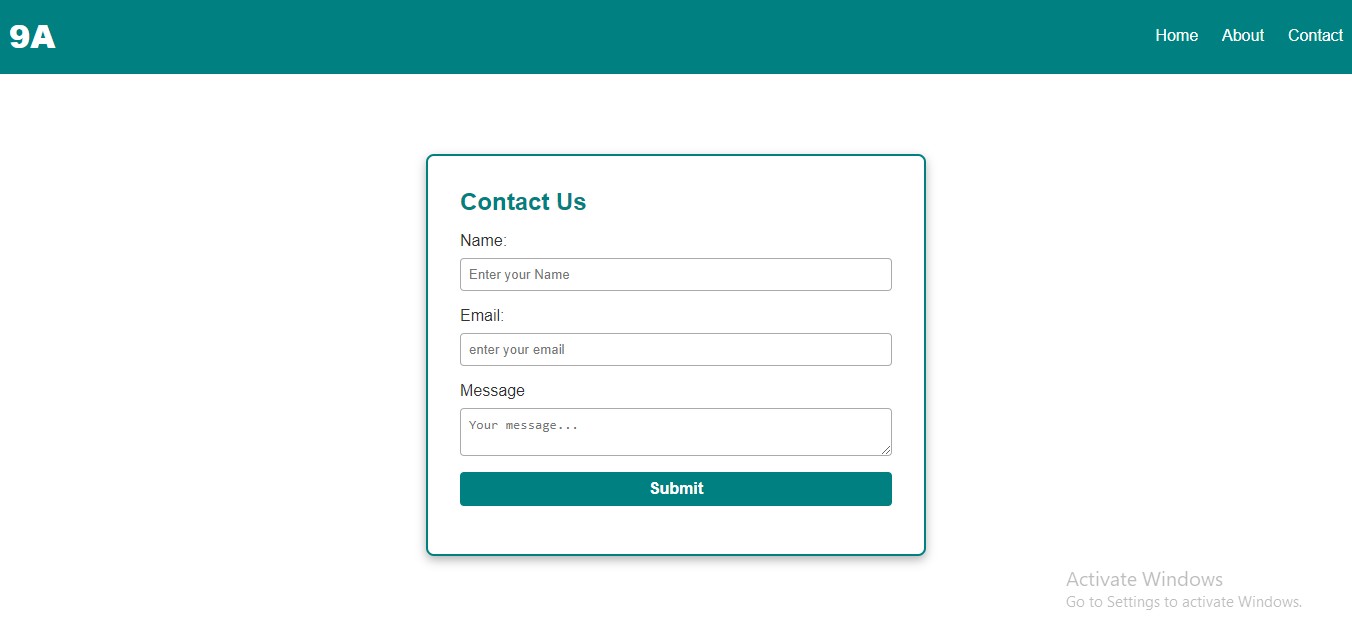 9A
Home About Contact
Contact Us
Name:
Enter your Name
Email:
enter your email
Message
Your message...
Submit
Activate Windows
Go to Settings to activate Windows.